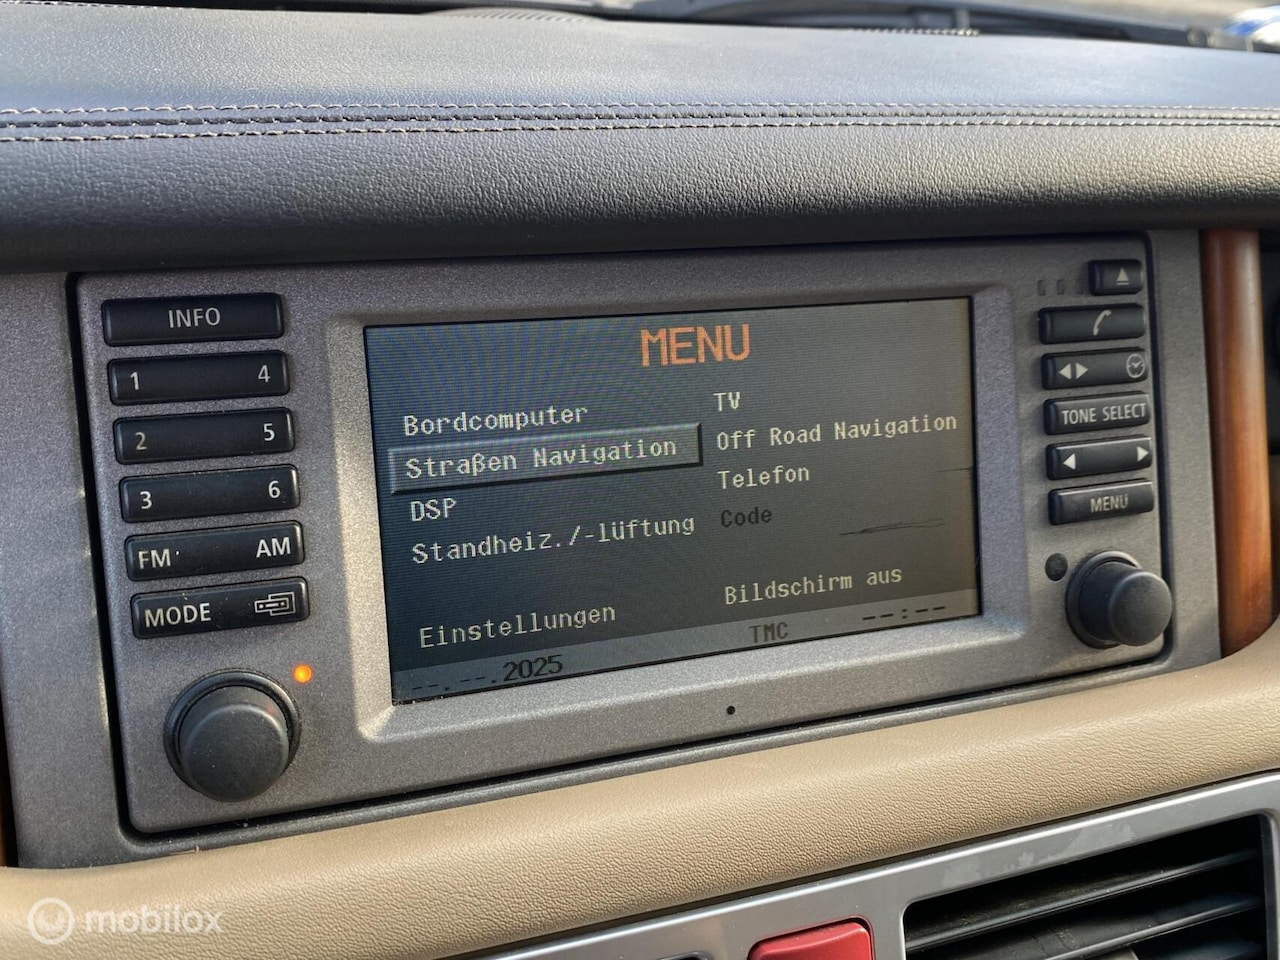 INFO
1 4
2 5
3 6
FM AM
MODE
MENU
Bordcomputer
Straßen Navigation
DSP
Standheiz./-lüftung
Einstellungen
TV
Off Road Navigation
Telefon
Code
Bildschirm aus
--.--.2025
TMC
--:--
TONE SELECT
MENU
mobilox